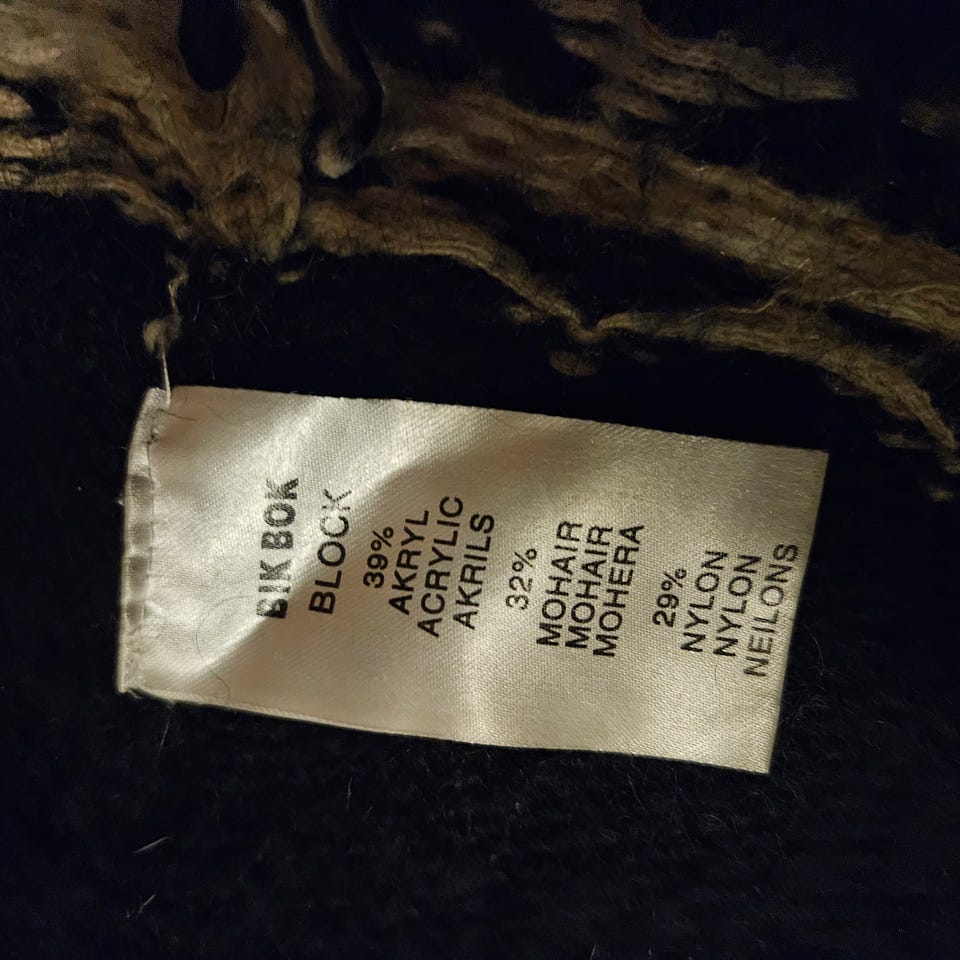 BIK BOK
BLOCK
39%
AKRYL
ACRYLIC
AKRILS
32%
MOHAIR
MOHAIR
MOHERA
29%
NYLON
NYLON
NEILONS